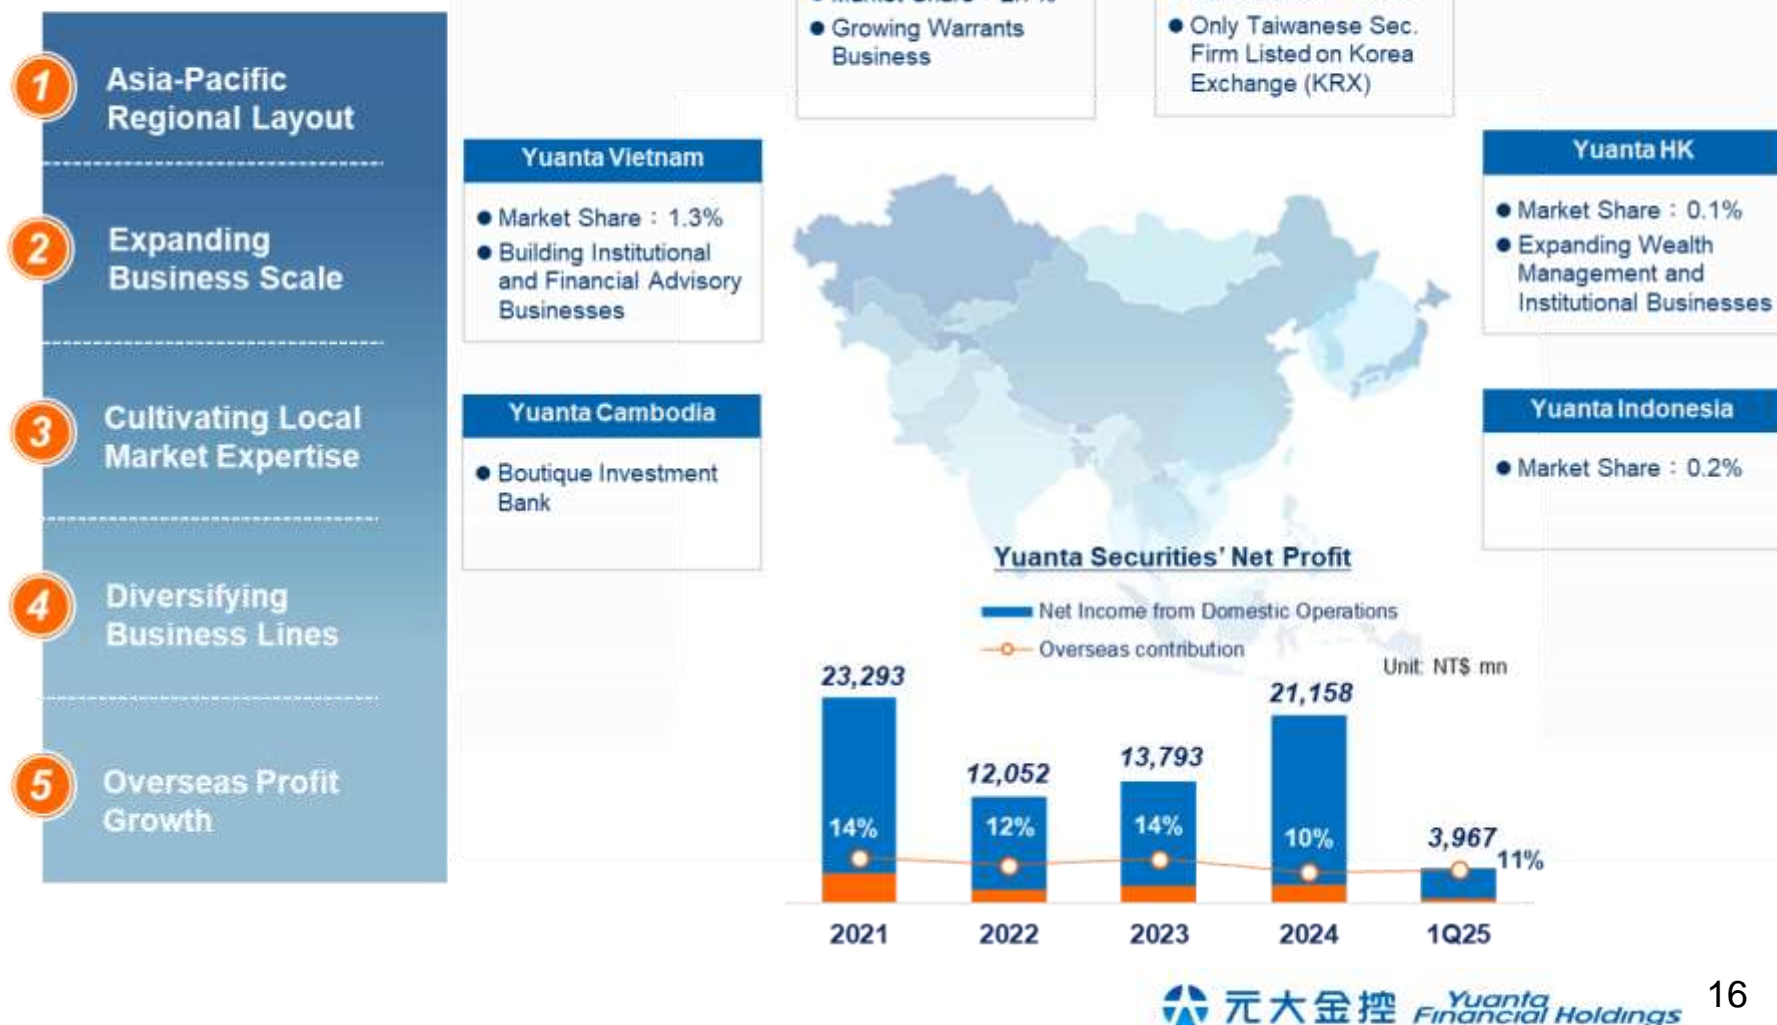 1
Asia-Pacific
Regional Layout
2
Expanding
Business Scale
3
Cultivating Local
Market Expertise
4
Diversifying
Business Lines
5
Overseas Profit
Growth
● Growing Warrants
Business
● Only Taiwanese Sec.
Firm Listed on Korea
Exchange (KRX)
Yuanta Vietnam
● Market Share：1.3%
● Building Institutional
and Financial Advisory
Businesses
Yuanta HK
● Market Share：0.1%
● Expanding Wealth
Management and
Institutional Businesses
Yuanta Cambodia
● Boutique Investment
Bank
Yuanta Indonesia
● Market Share：0.2%
Yuanta Securities' Net Profit
Net Income from Domestic Operations
Overseas contribution
Unit: NT$ mn
23,293
12,052
13,793
21,158
3,967
14%
12%
14%
10%
11%
2021
2022
2023
2024
1Q25
元大金控 Yuanta Financial Holdings
16